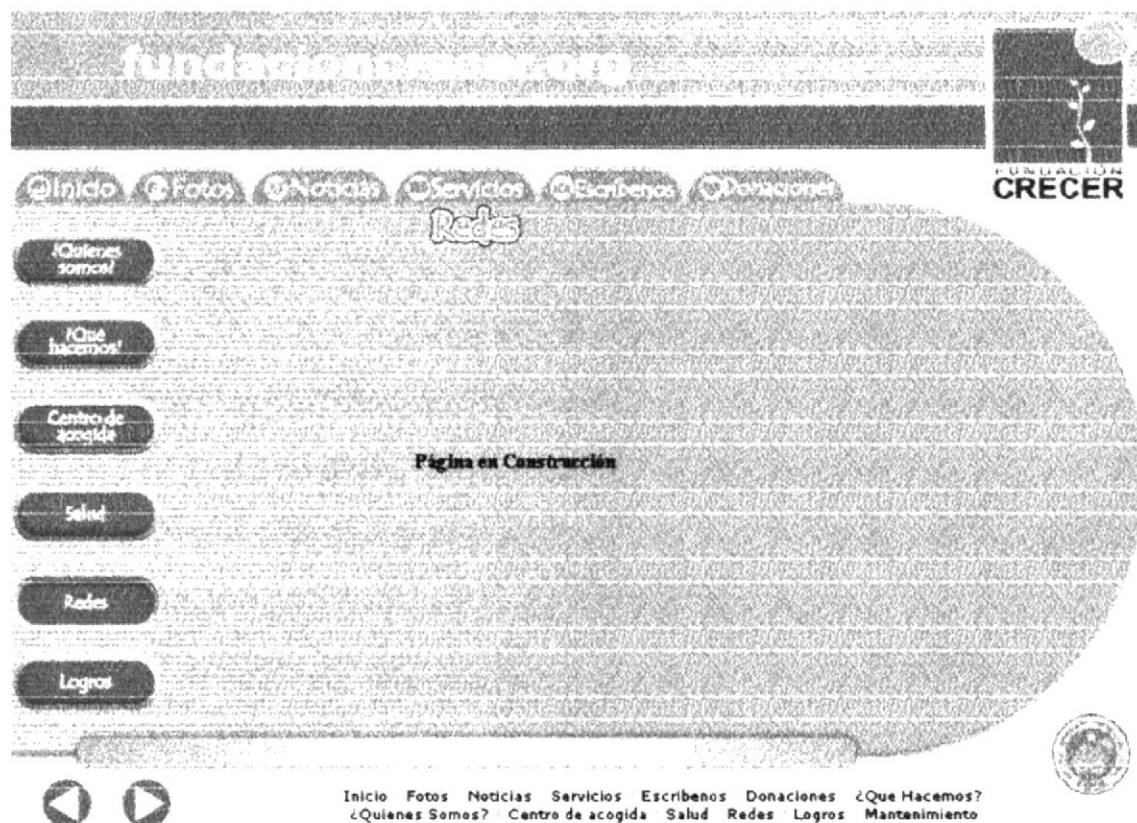 fundacioncrecer.org
FUNDACIÓN
CRECER
Inicio Fotos Noticias Servicios Escríbenos Donaciones
Redes
¿Quienes
somos?
¿Qué
hacemos?
Centro de
acogida
Página en Construcción
Salud
Redes
Logros
Inicio Fotos Noticias Servicios Escribenos Donaciones ¿Que Hacemos?
¿Quienes Somos? Centro de acogida Salud Redes Logros Mantenimiento